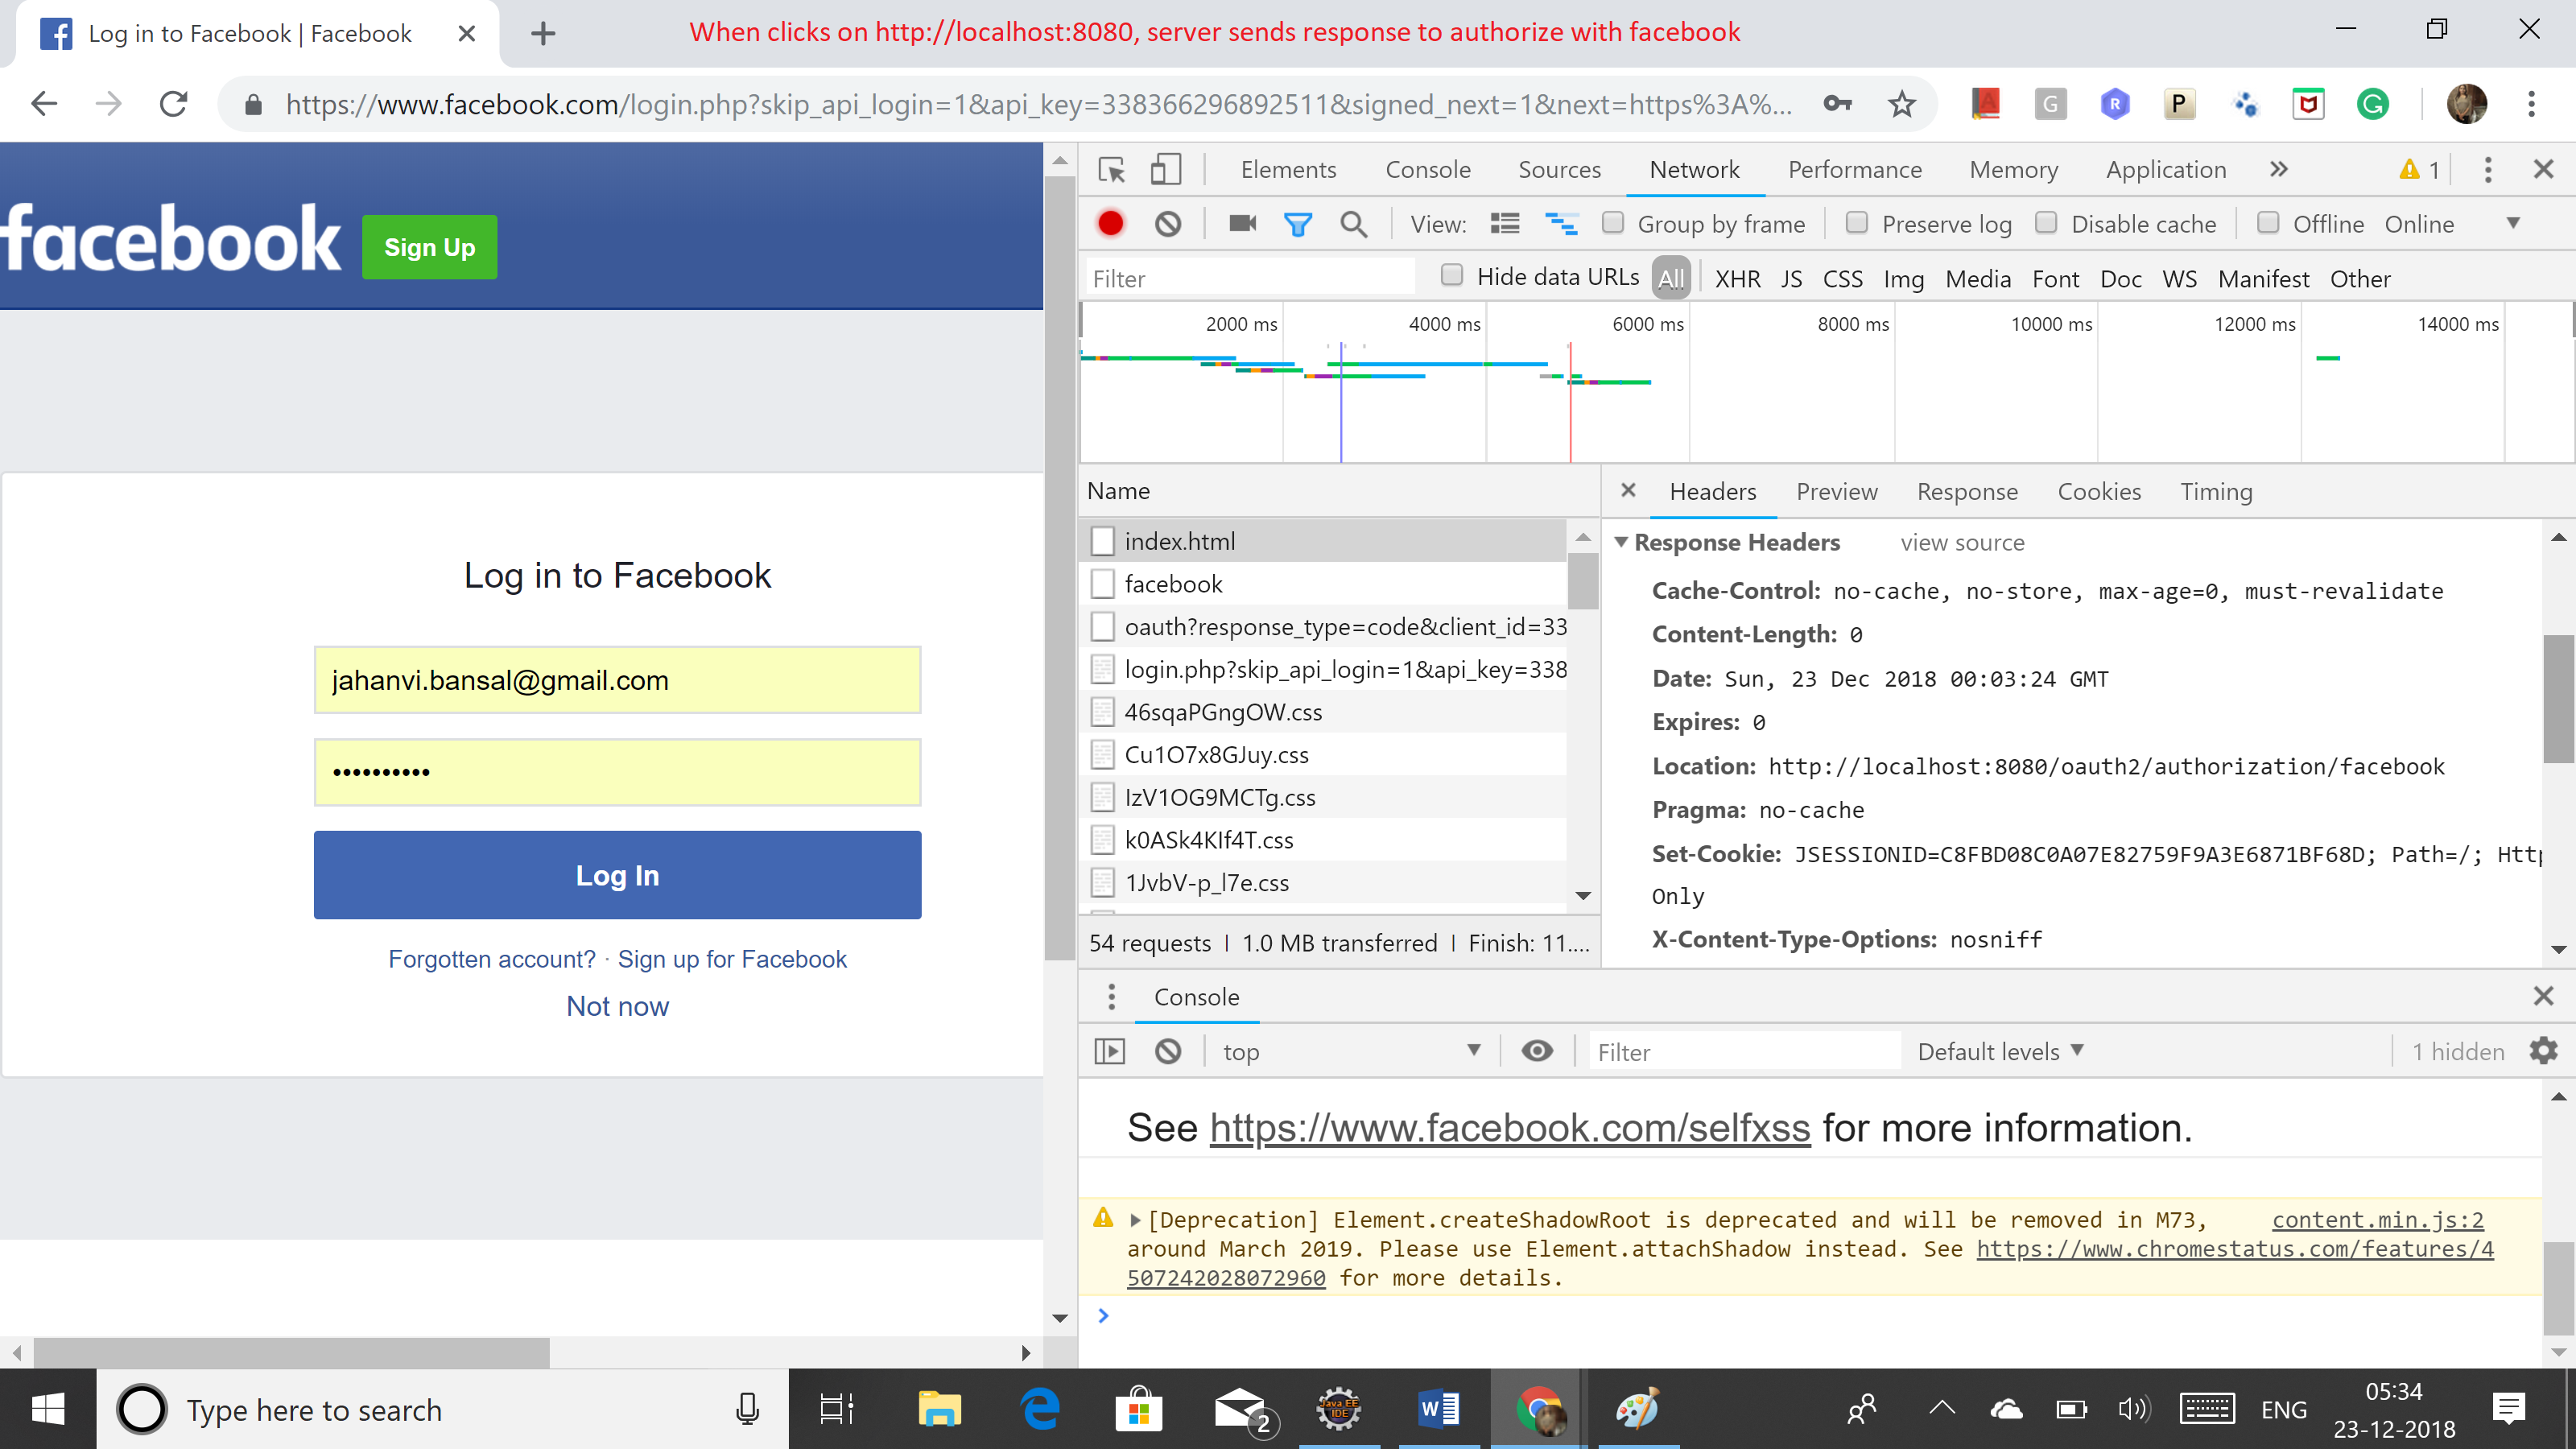 Log in to Facebook | Facebook
When clicks on http://localhost:8080, server sends response to authorize with facebook
https://www.facebook.com/login.php?skip_api_login=1&api_key=338366296892511&signed_next=1&next=https%3A%...
facebook
Sign Up
Log in to Facebook
jahanvi.bansal@gmail.com
••••••••••
Log In
Forgotten account? · Sign up for Facebook
Not now
Elements Console Sources Network Performance Memory Application » 1
View: Group by frame Preserve log Disable cache Offline Online
Filter Hide data URLs All XHR JS CSS Img Media Font Doc WS Manifest Other
2000 ms 4000 ms 6000 ms 8000 ms 10000 ms 12000 ms 14000 ms
Name
index.html
facebook
oauth?response_type=code&client_id=33
login.php?skip_api_login=1&api_key=338
46sqaPGngOW.css
Cu1O7x8GJuy.css
IzV1OG9MCTg.css
k0ASk4KIf4T.css
1JvbV-p_l7e.css
54 requests | 1.0 MB transferred | Finish: 11....
Headers Preview Response Cookies Timing
Response Headers view source
Cache-Control: no-cache, no-store, max-age=0, must-revalidate
Content-Length: 0
Date: Sun, 23 Dec 2018 00:03:24 GMT
Expires: 0
Location: http://localhost:8080/oauth2/authorization/facebook
Pragma: no-cache
Set-Cookie: JSESSIONID=C8FBD08C0A07E82759F9A3E6871BF68D; Path=/; Http
Only
X-Content-Type-Options: nosniff
Console
top Filter Default levels 1 hidden
See https://www.facebook.com/selfxss for more information.
[Deprecation] Element.createShadowRoot is deprecated and will be removed in M73, content.min.js:2
around March 2019. Please use Element.attachShadow instead. See https://www.chromestatus.com/features/4
507242028072960 for more details.
Type here to search
2
Java EE
IDE
ENG
05:34
23-12-2018